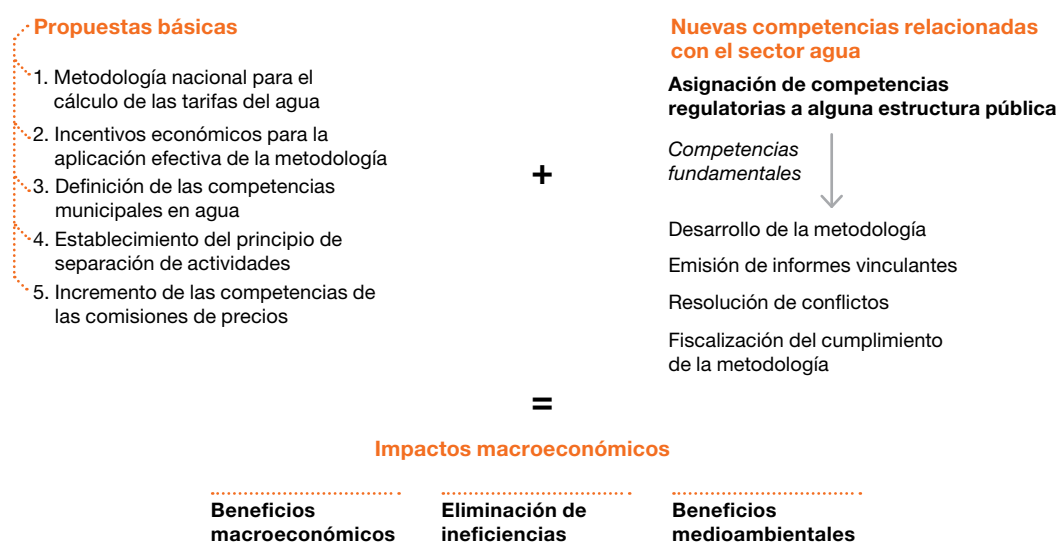 Propuestas básicas
1. Metodología nacional para el
cálculo de las tarifas del agua
2. Incentivos económicos para la
aplicación efectiva de la metodología
3. Definición de las competencias
municipales en agua
4. Establecimiento del principio de
separación de actividades
5. Incremento de las competencias de
las comisiones de precios
+
Nuevas competencias relacionadas
con el sector agua
Asignación de competencias
regulatorias a alguna estructura pública
Competencias
fundamentales
Desarrollo de la metodología
Emisión de informes vinculantes
Resolución de conflictos
Fiscalización del cumplimiento
de la metodología
=
Impactos macroeconómicos
Beneficios
macroeconómicos
Eliminación de
ineficiencias
Beneficios
medioambientales